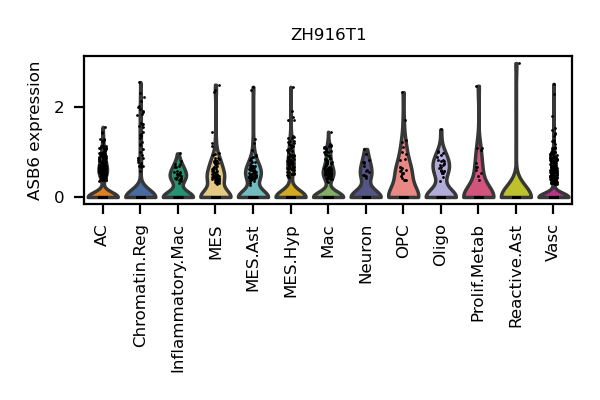 ZH916T1
ASB6 expression
2
0
AC
Chromatin.Reg
Inflammatory.Mac
MES
MES.Ast
MES.Hyp
Mac
Neuron
OPC
Oligo
Prolif.Metab
Reactive.Ast
Vasc